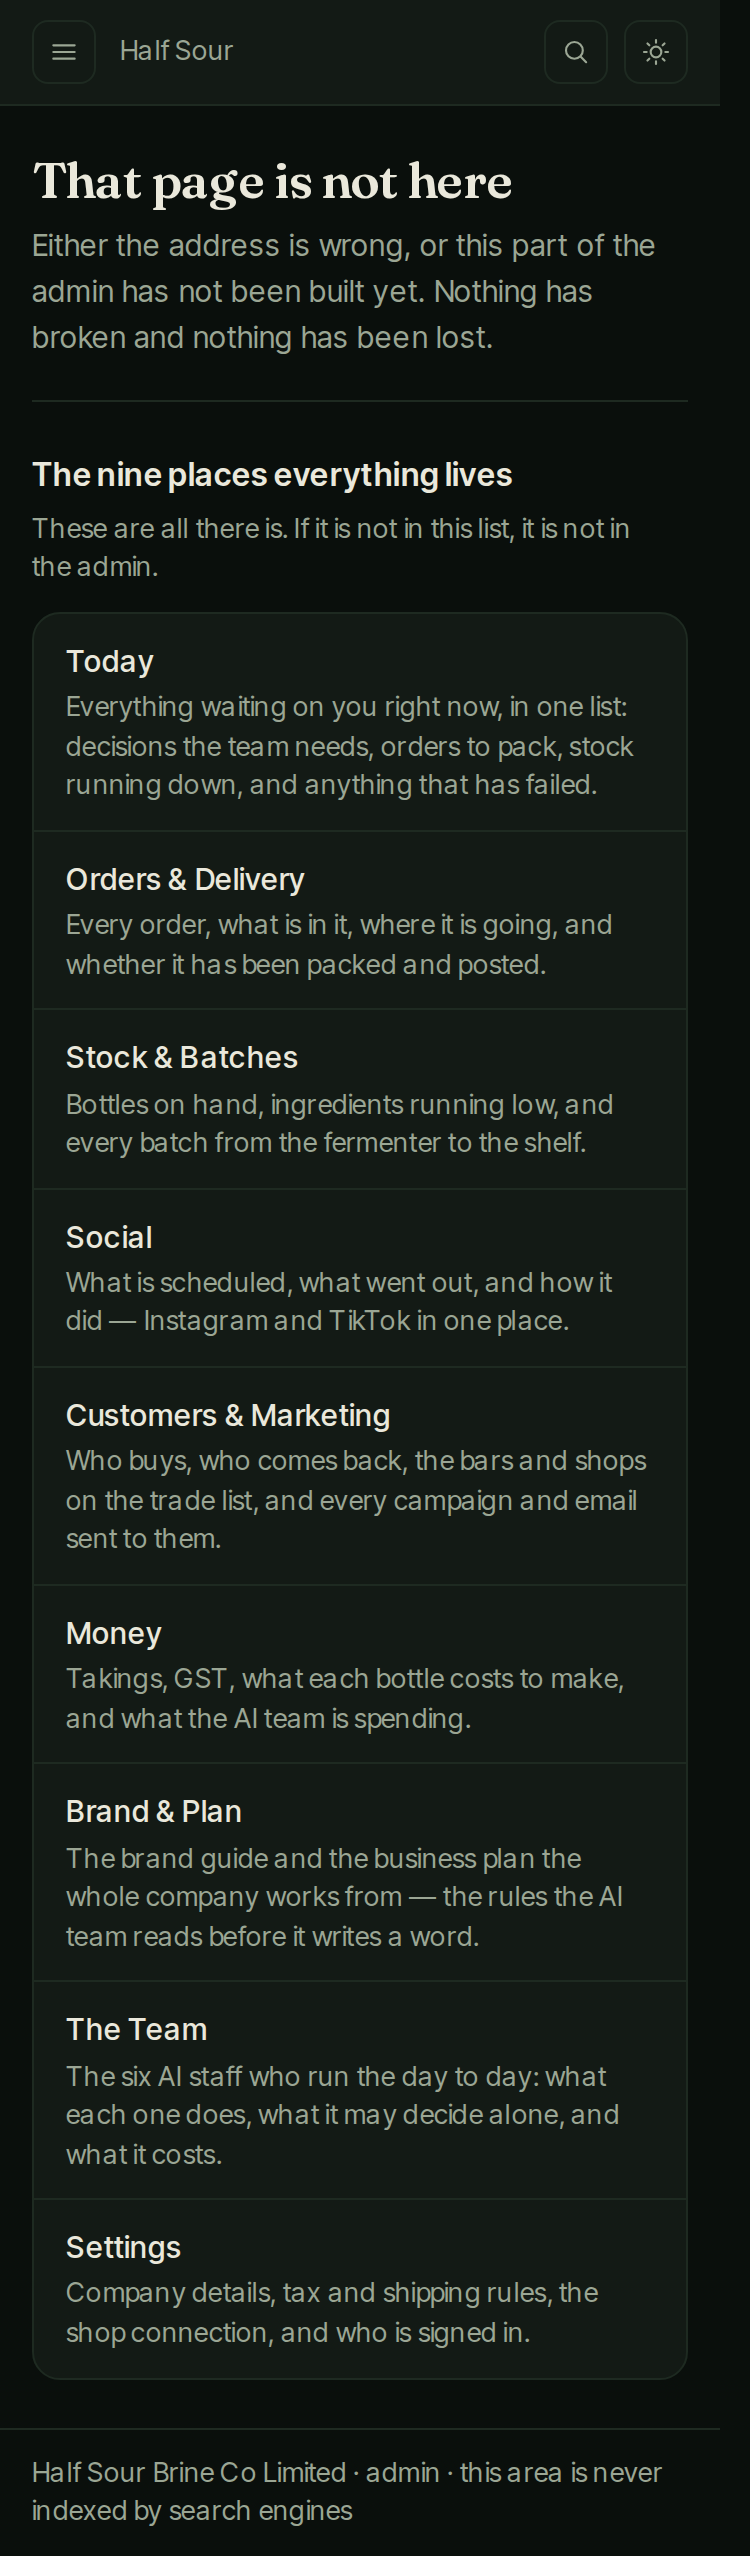 Half Sour
That page is not here
Either the address is wrong, or this part of the
admin has not been built yet. Nothing has
broken and nothing has been lost.
The nine places everything lives
These are all there is. If it is not in this list, it is not in
the admin.
Today
Everything waiting on you right now, in one list:
decisions the team needs, orders to pack, stock
running down, and anything that has failed.
Orders & Delivery
Every order, what is in it, where it is going, and
whether it has been packed and posted.
Stock & Batches
Bottles on hand, ingredients running low, and
every batch from the fermenter to the shelf.
Social
What is scheduled, what went out, and how it
did — Instagram and TikTok in one place.
Customers & Marketing
Who buys, who comes back, the bars and shops
on the trade list, and every campaign and email
sent to them.
Money
Takings, GST, what each bottle costs to make,
and what the AI team is spending.
Brand & Plan
The brand guide and the business plan the
whole company works from — the rules the AI
team reads before it writes a word.
The Team
The six AI staff who run the day to day: what
each one does, what it may decide alone, and
what it costs.
Settings
Company details, tax and shipping rules, the
shop connection, and who is signed in.
Half Sour Brine Co Limited · admin · this area is never
indexed by search engines